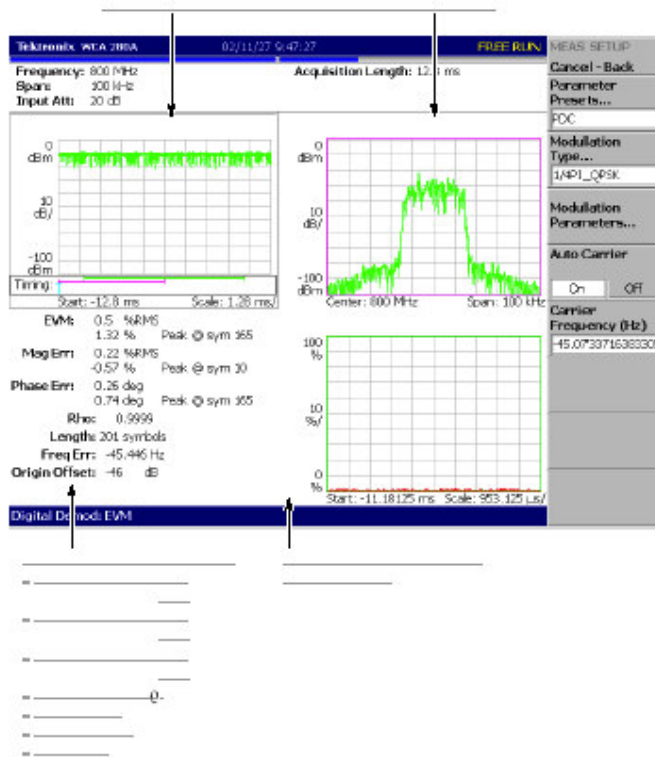 Tektronix WCA 280A 02/11/27 9:47:27 FREE RUN MEAS SETUP
Frequency: 800 MHz
Span: 100 kHz
Input Att: 20 dB
Acquisition Length: 12.8 ms
Cancel - Back
Parameter
Presets...
PDC
Modulation
Type...
1/4PI_QPSK
Modulation
Parameters...
Auto Carrier
On Off
Carrier
Frequency (Hz)
0
dBm
10
dB/
-100
dBm
Timing:
Start: -12.8 ms Scale: 1.28 ms/
0
dBm
10
dB/
-100
dBm
Center: 800 MHz Span: 100 kHz
EVM: 0.5 %RMS
1.32 % Peak @ sym 165
Mag Err: 0.22 %RMS
-0.57 % Peak @ sym 10
Phase Err: 0.26 deg
0.74 deg Peak @ sym 165
Rho: 0.9999
Length: 201 symbols
Freq Err: -45.446 Hz
Origin Offset: -46 dB
100
%
10
%/
0
%
Start: -11.18125 ms Scale: 953.125 µs/
Digital Demod: EVM